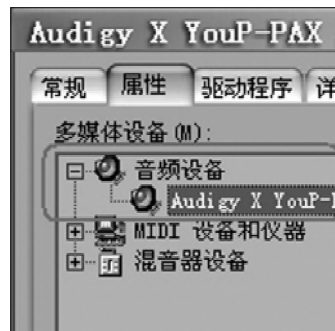 Audigy X YouP-PAX
常规 属性 驱动程序
多媒体设备(M):
音频设备
Audigy X YouP-
MIDI 设备和仪器
混音器设备